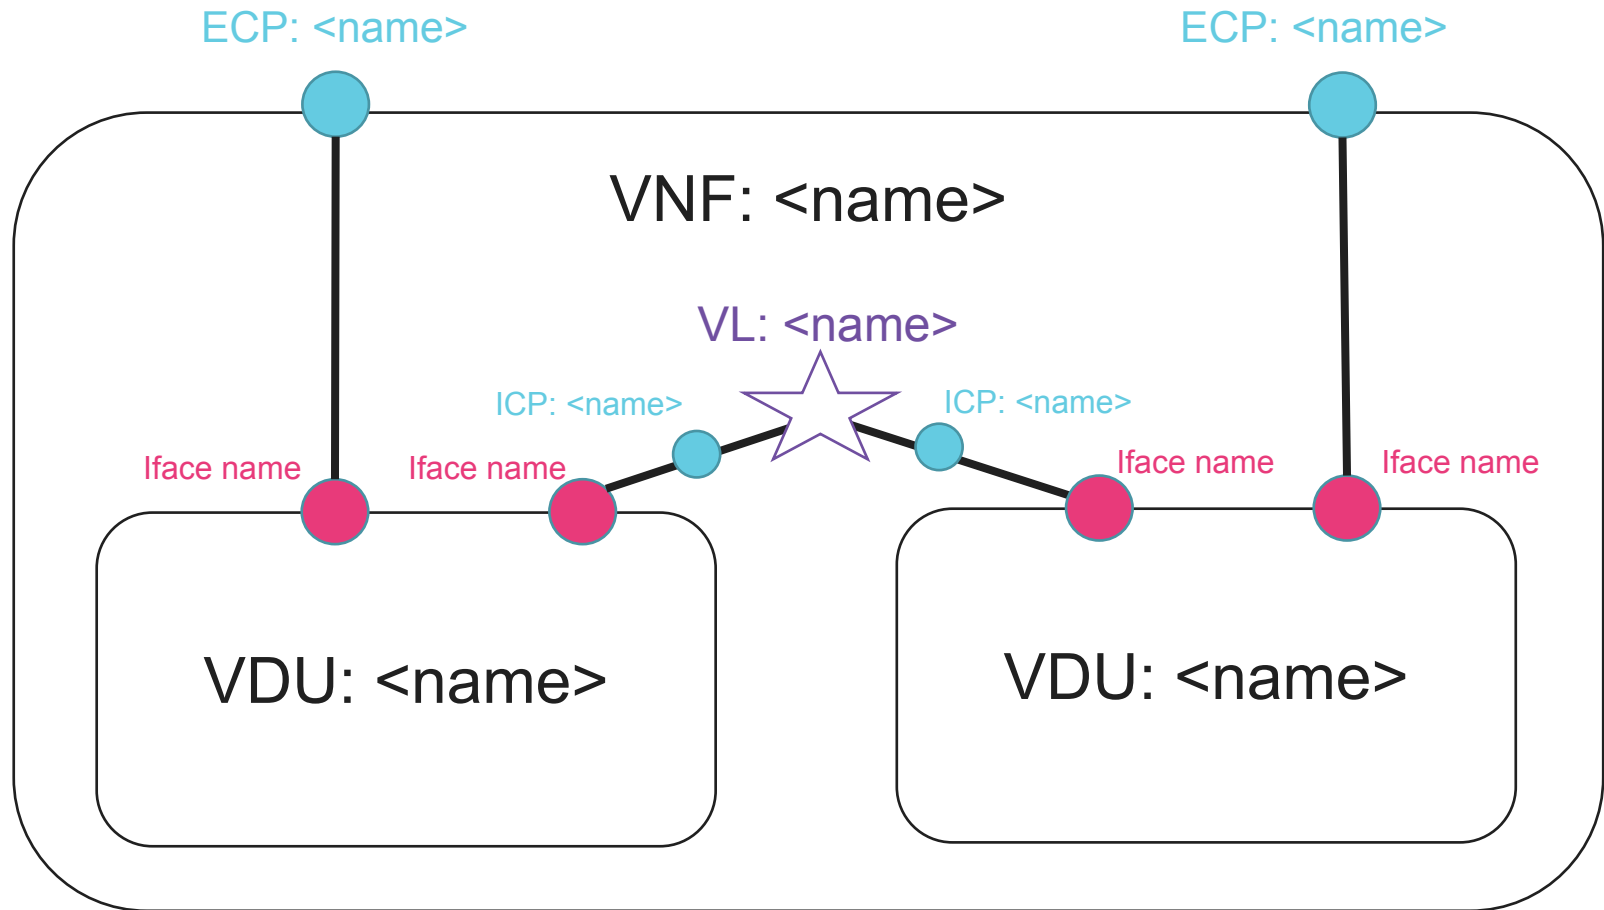 ECP: <name>
ECP: <name>
VNF: <name>
VL: <name>
ICP: <name>
ICP: <name>
Iface name
Iface name
Iface name
Iface name
VDU: <name>
VDU: <name>